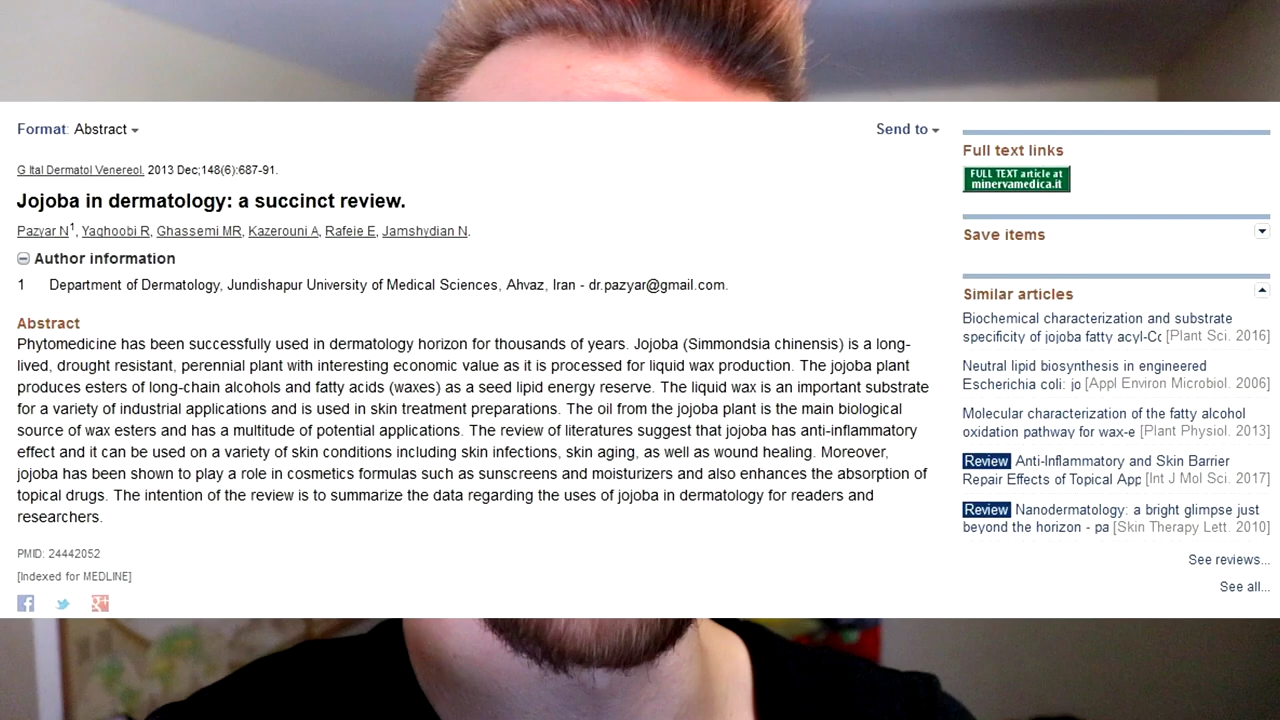 Format: Abstract
Send to
G Ital Dermatol Venereol. 2013 Dec;148(6):687-91.
Jojoba in dermatology: a succinct review.
Pazyar N1, Yaghoobi R, Ghassemi MR, Kazerouni A, Rafeie E, Jamshydian N.
Author information
1 Department of Dermatology, Jundishapur University of Medical Sciences, Ahvaz, Iran - dr.pazyar@gmail.com.
Abstract
Phytomedicine has been successfully used in dermatology horizon for thousands of years. Jojoba (Simmondsia chinensis) is a long-
lived, drought resistant, perennial plant with interesting economic value as it is processed for liquid wax production. The jojoba plant
produces esters of long-chain alcohols and fatty acids (waxes) as a seed lipid energy reserve. The liquid wax is an important substrate
for a variety of industrial applications and is used in skin treatment preparations. The oil from the jojoba plant is the main biological
source of wax esters and has a multitude of potential applications. The review of literatures suggest that jojoba has anti-inflammatory
effect and it can be used on a variety of skin conditions including skin infections, skin aging, as well as wound healing. Moreover,
jojoba has been shown to play a role in cosmetics formulas such as sunscreens and moisturizers and also enhances the absorption of
topical drugs. The intention of the review is to summarize the data regarding the uses of jojoba in dermatology for readers and
researchers.
PMID: 24442052
[Indexed for MEDLINE]
Full text links
FULL TEXT article at
minervamedica.it
Save items
Similar articles
Biochemical characterization and substrate
specificity of jojoba fatty acyl-Co [Plant Sci. 2016]
Neutral lipid biosynthesis in engineered
Escherichia coli: jo [Appl Environ Microbiol. 2006]
Molecular characterization of the fatty alcohol
oxidation pathway for wax-e [Plant Physiol. 2013]
Review Anti-Inflammatory and Skin Barrier
Repair Effects of Topical App [Int J Mol Sci. 2017]
Review Nanodermatology: a bright glimpse just
beyond the horizon - pa [Skin Therapy Lett. 2010]
See reviews...
See all...